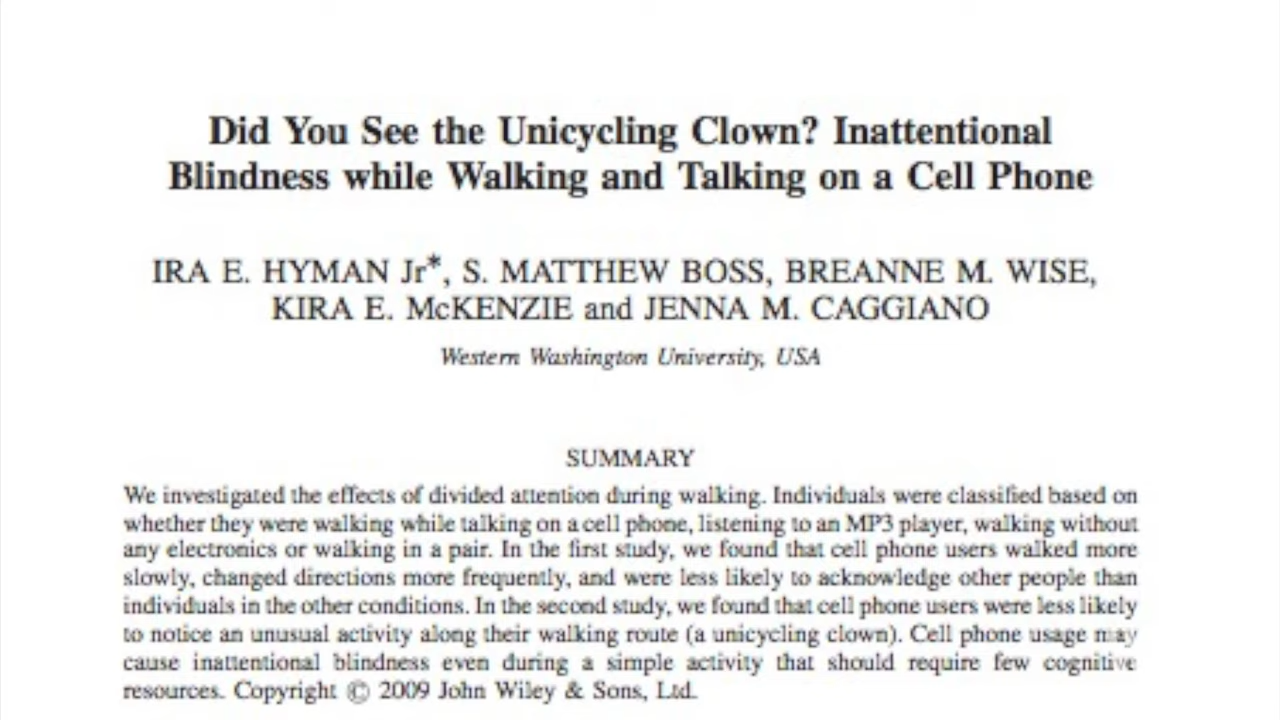 Did You See the Unicycling Clown? Inattentional
Blindness while Walking and Talking on a Cell Phone
IRA E. HYMAN Jr*, S. MATTHEW BOSS, BREANNE M. WISE,
KIRA E. McKENZIE and JENNA M. CAGGIANO
Western Washington University, USA
SUMMARY
We investigated the effects of divided attention during walking. Individuals were classified based on
whether they were walking while talking on a cell phone, listening to an MP3 player, walking without
any electronics or walking in a pair. In the first study, we found that cell phone users walked more
slowly, changed directions more frequently, and were less likely to acknowledge other people than
individuals in the other conditions. In the second study, we found that cell phone users were less likely
to notice an unusual activity along their walking route (a unicycling clown). Cell phone usage may
cause inattentional blindness even during a simple activity that should require few cognitive
resources. Copyright © 2009 John Wiley & Sons, Ltd.